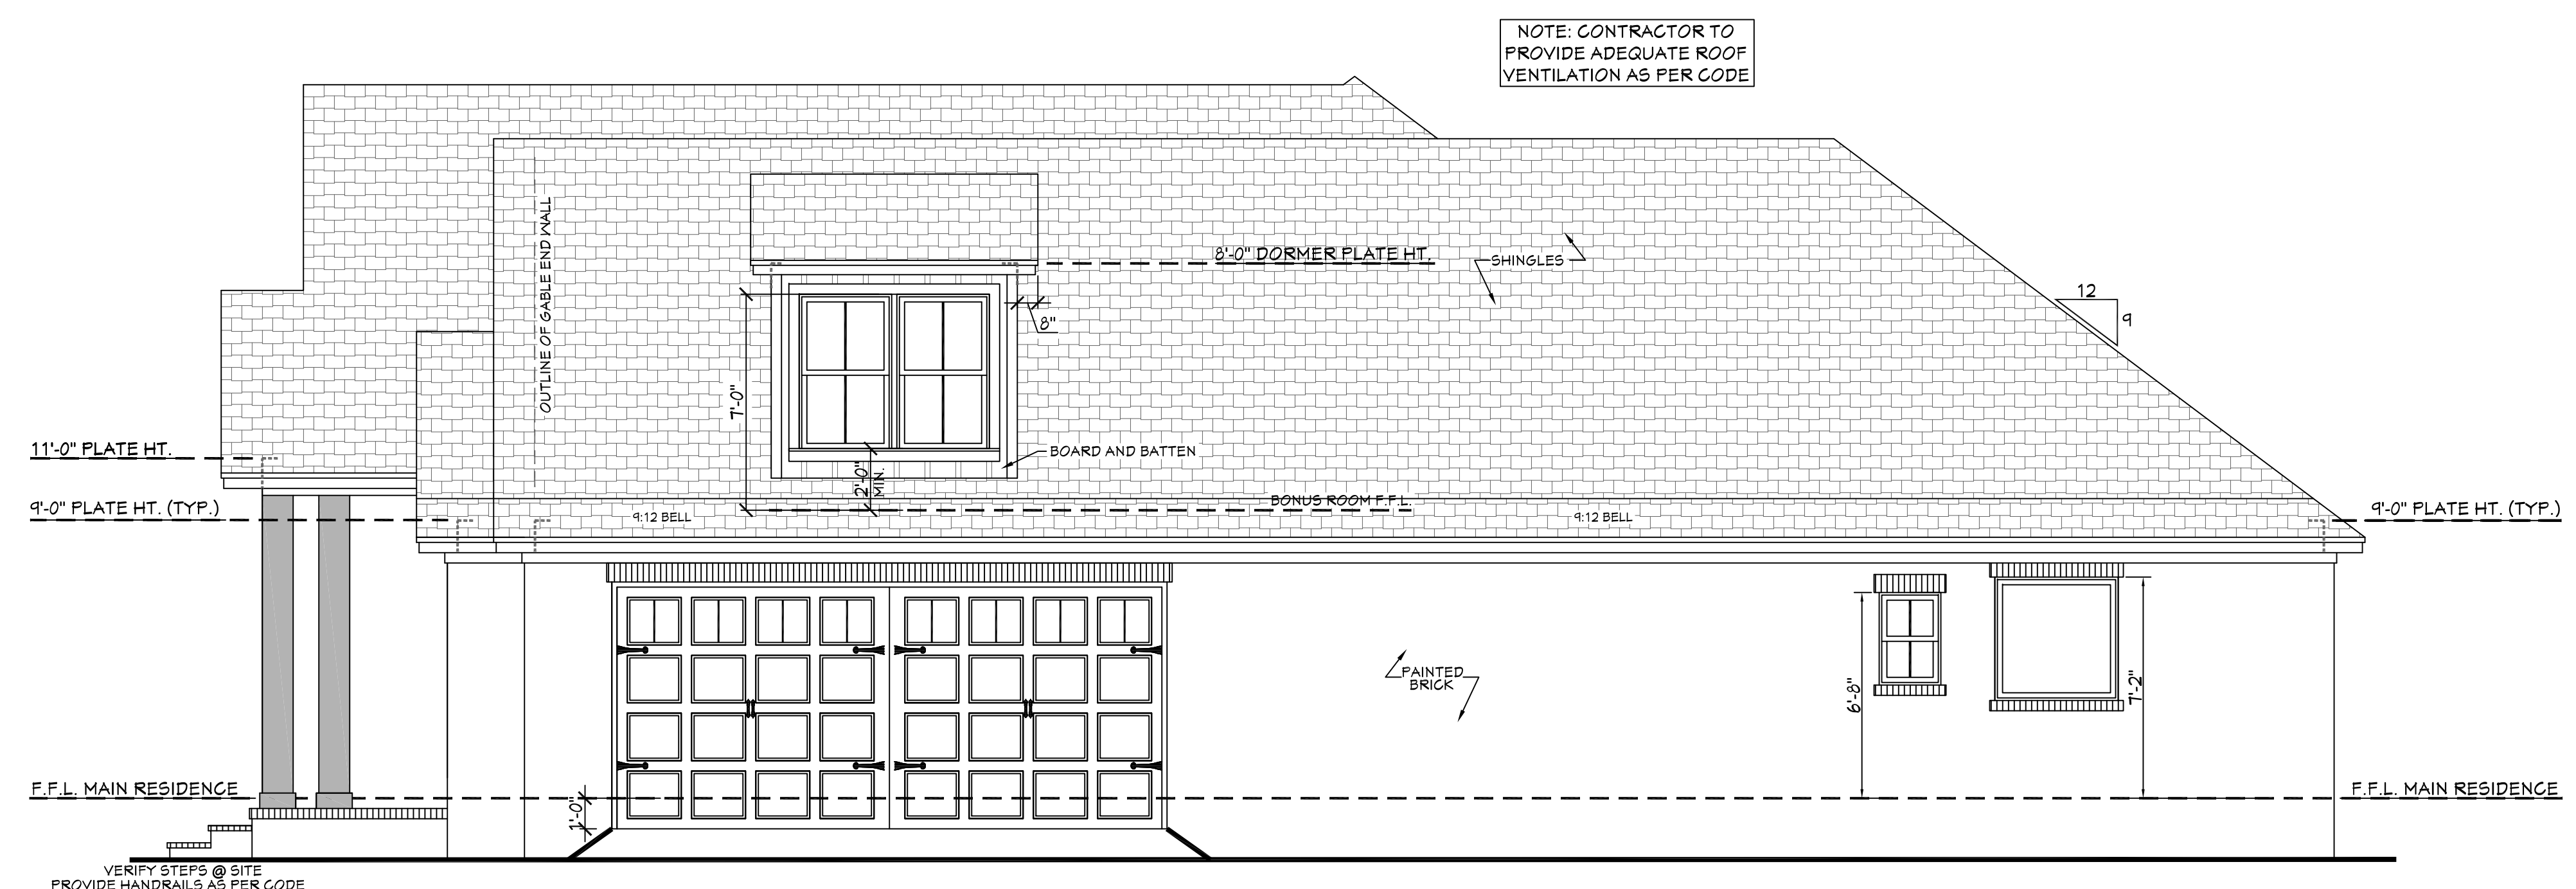 NOTE: CONTRACTOR TO
PROVIDE ADEQUATE ROOF
VENTILATION AS PER CODE
OUTLINE OF GABLE END WALL
8'-0" DORMER PLATE HT.
SHINGLES
12
9
8"
7'-0"
2'-0"
MIN.
BOARD AND BATTEN
11'-0" PLATE HT.
9'-0" PLATE HT. (TYP.)
BONUS ROOM F.F.L.
9:12 BELL
9:12 BELL
9'-0" PLATE HT. (TYP.)
PAINTED
BRICK
6'-8"
7'-2"
F.F.L. MAIN RESIDENCE
1'-0"
F.F.L. MAIN RESIDENCE
VERIFY STEPS @ SITE
PROVIDE HANDRAILS AS PER CODE